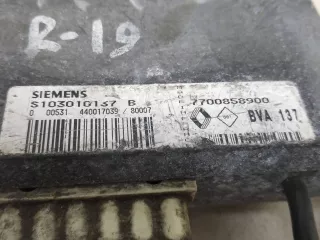 R-19
SIEMENS
S103010137 B
7700858900
0 00531 440017039 / 80007
BVA 137